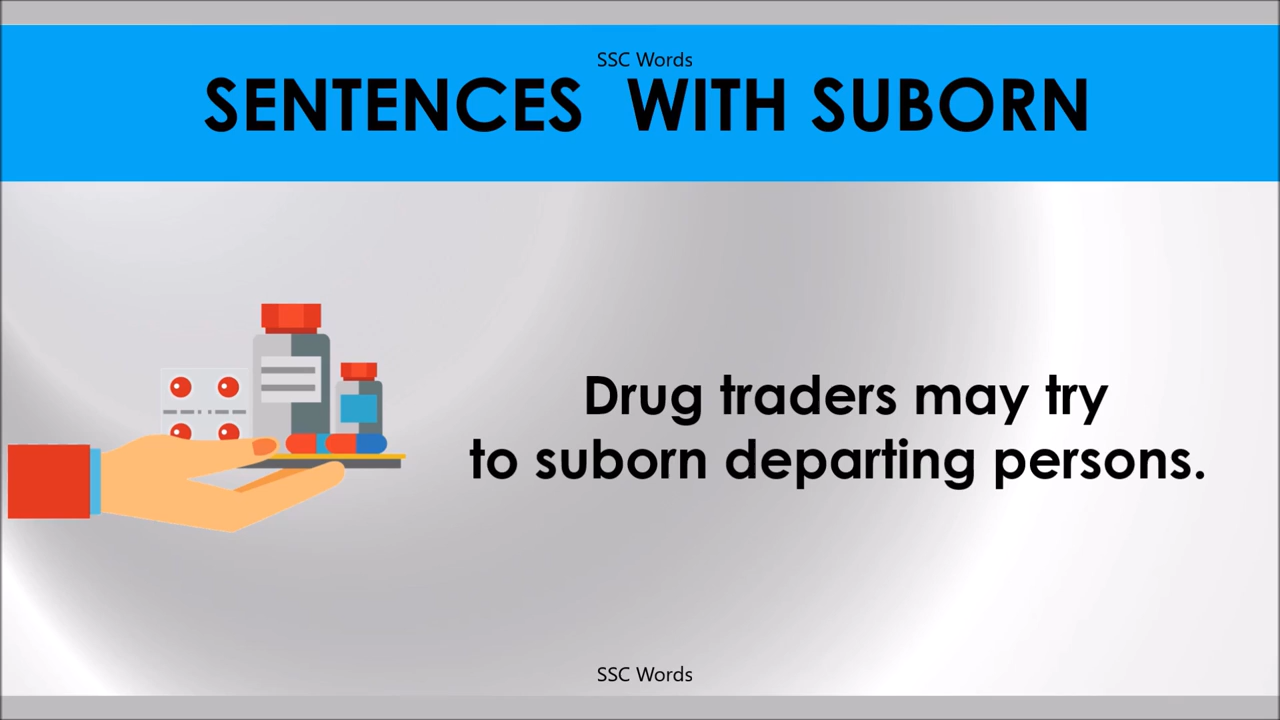 SSC Words
SENTENCES WITH SUBORN
Drug traders may try
to suborn departing persons.
SSC Words